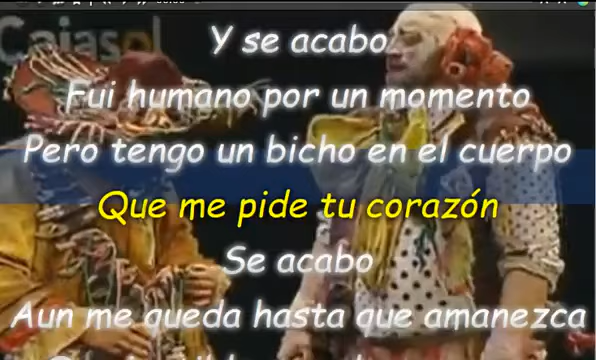 Cajasol
Y se acabo
Fui humano por un momento
Pero tengo un bicho en el cuerpo
Que me pide tu corazón
Se acabo
Aun me queda hasta que amanezca